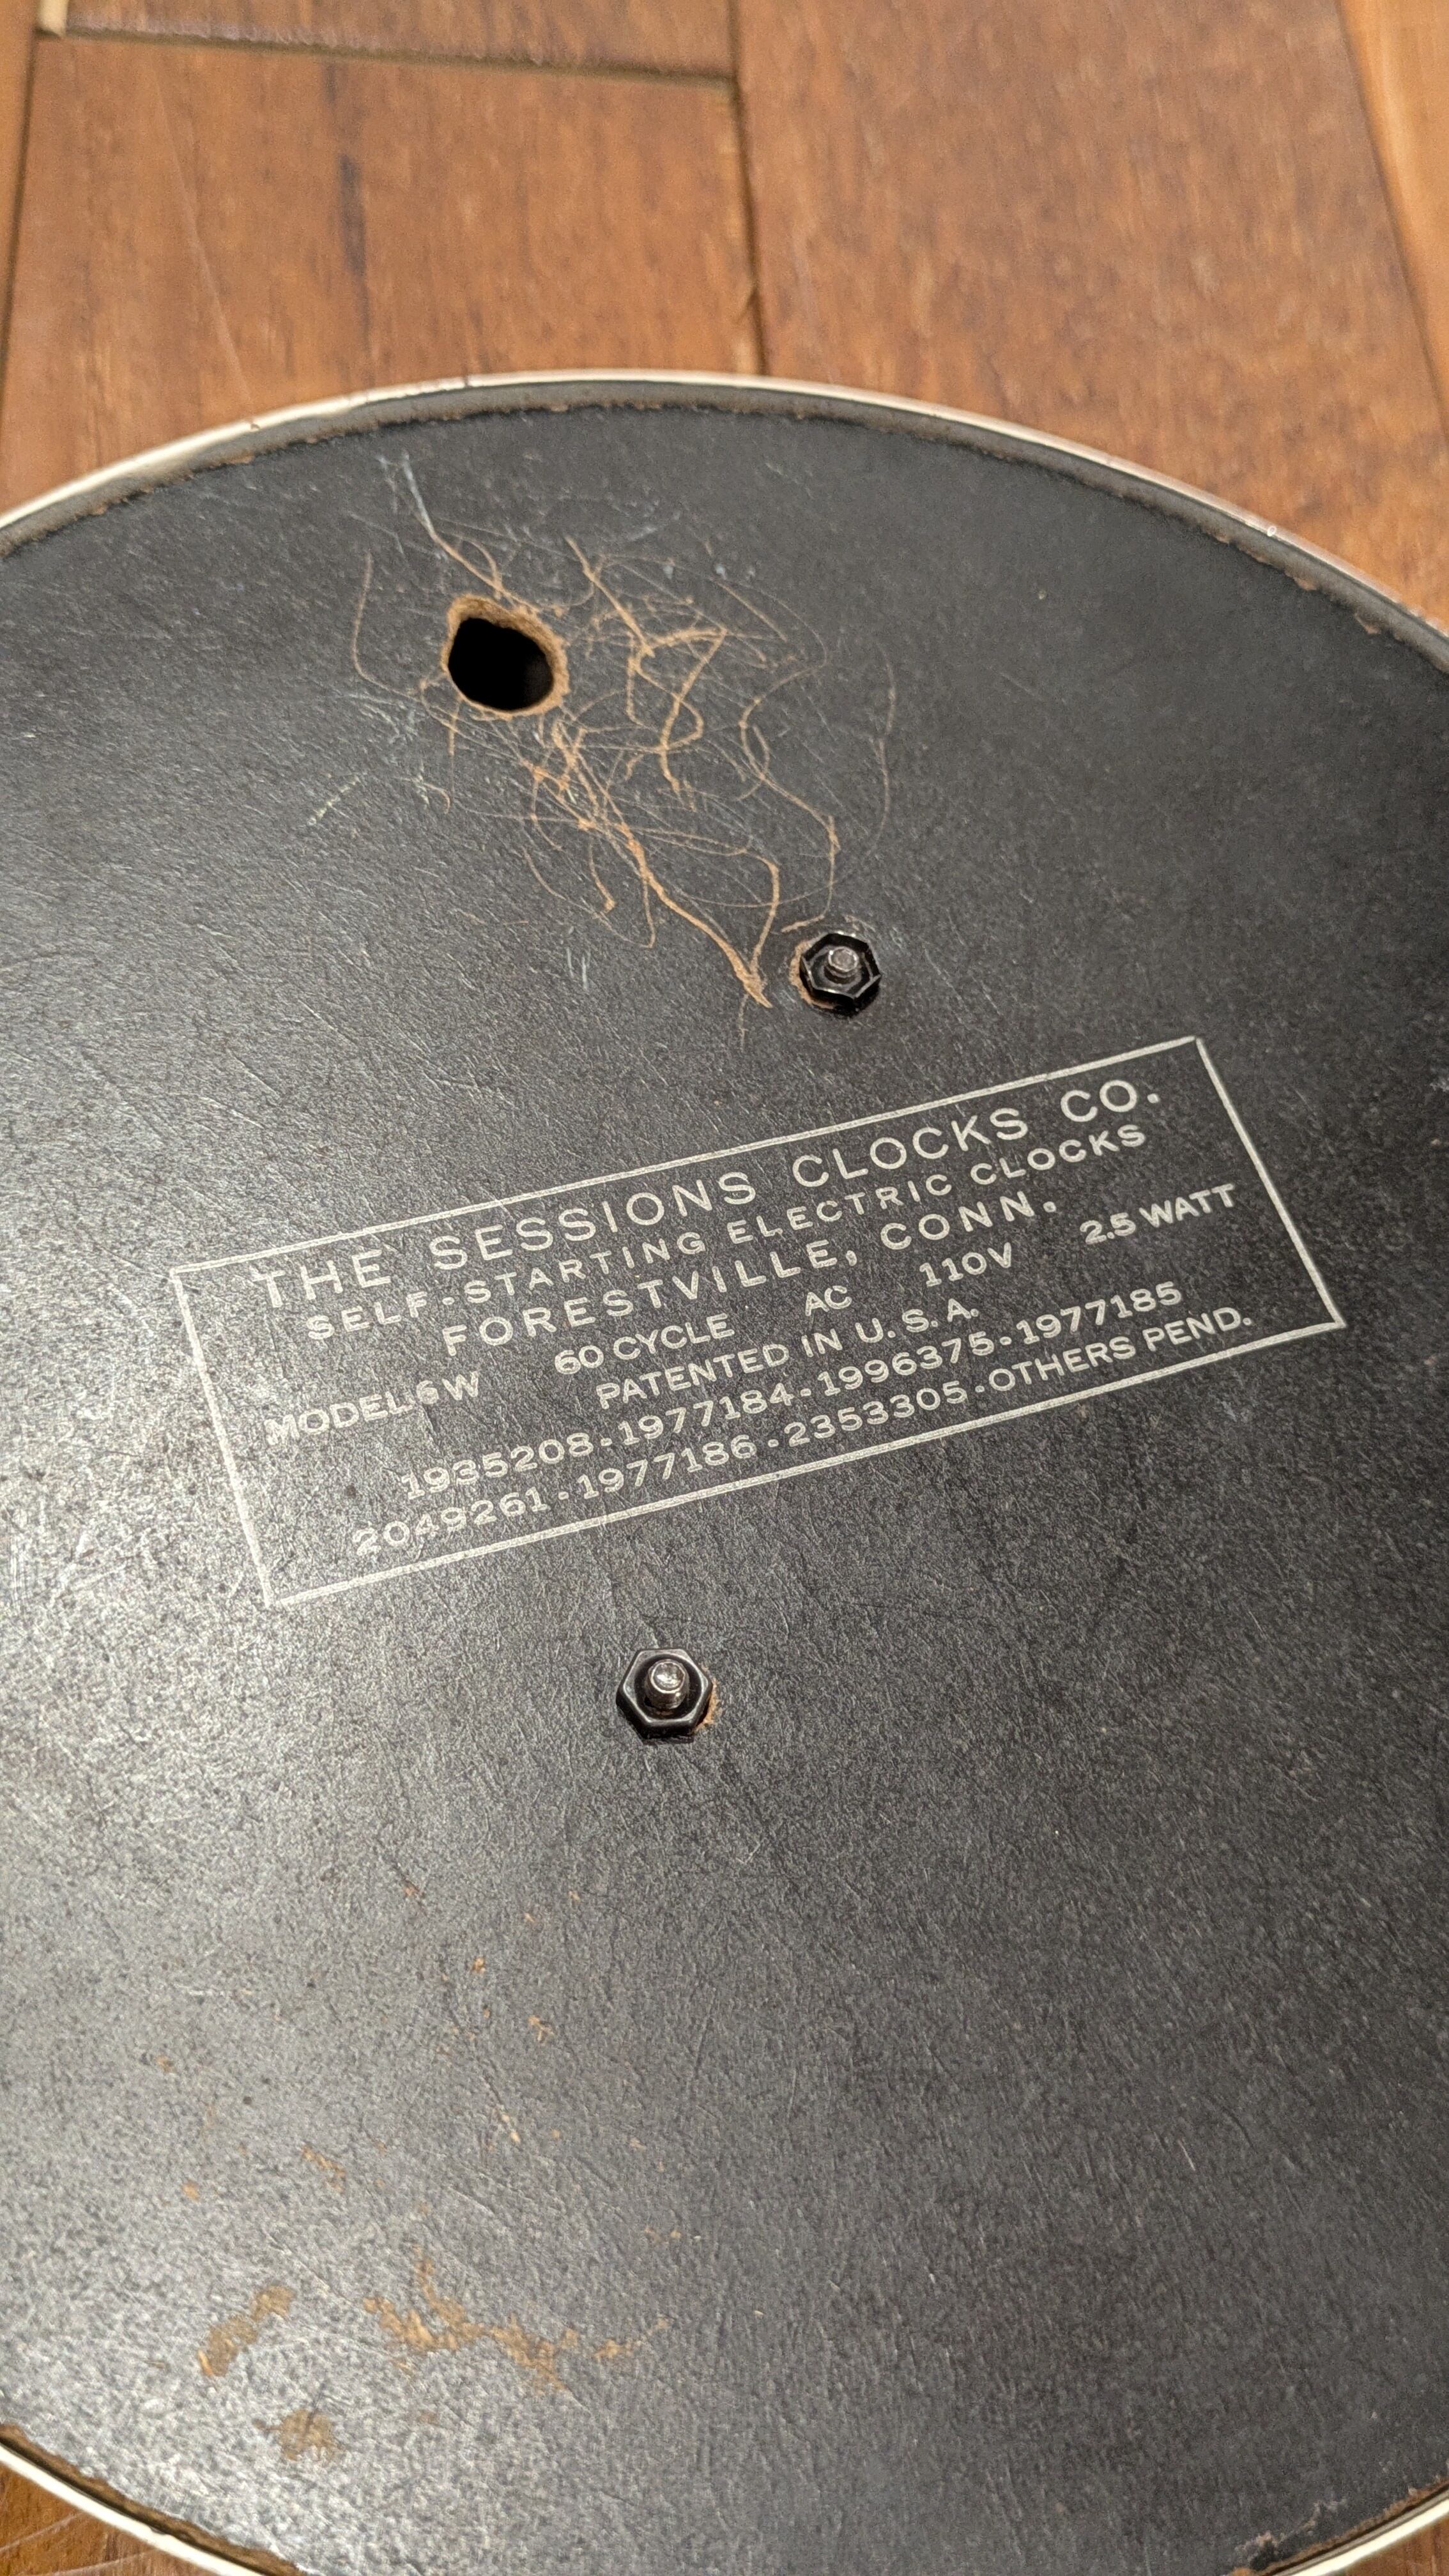 THE SESSIONS CLOCKS CO.
SELF-STARTING ELECTRIC CLOCKS
FORESTVILLE, CONN.
MODEL 6W 60 CYCLE AC 110V 2.5 WATT
PATENTED IN U.S.A.
1935208-1977184-1996375-1977185
2049261-1977186-2353305-OTHERS PEND.